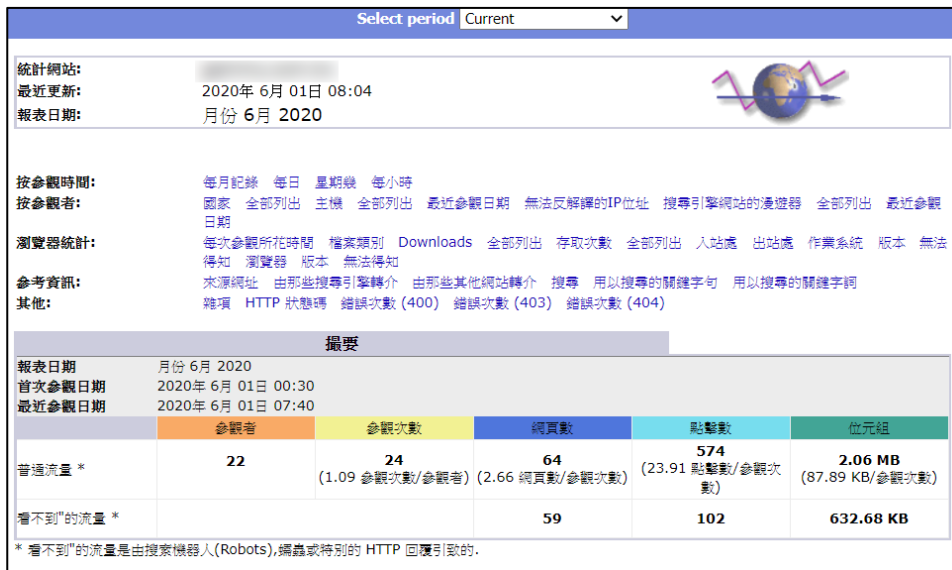 Select period Current
統計網站:
最近更新: 2020年 6月 01日 08:04
報表日期: 月份 6月 2020
按參觀時間: 每月記錄 每日 星期幾 每小時
按參觀者: 國家 全部列出 主機 全部列出 最近參觀日期 無法反解譯的IP位址 搜尋引擎網站的漫遊器 全部列出 最近參觀
日期
瀏覽器統計: 每次參觀所花時間 檔案類別 Downloads 全部列出 存取次數 全部列出 入站處 出站處 作業系統 版本 無法
得知 瀏覽器 版本 無法得知
參考資訊: 來源網址 由那些搜尋引擎轉介 由那些其他網站轉介 搜尋 用以搜尋的關鍵字句 用以搜尋的關鍵字詞
其他: 雜項 HTTP 狀態碼 錯誤次數 (400) 錯誤次數 (403) 錯誤次數 (404)
撮要
報表日期 月份 6月 2020
首次參觀日期 2020年 6月 01日 00:30
最近參觀日期 2020年 6月 01日 07:40
參觀者 參觀次數 網頁數 點擊數 位元組
普通流量 * 22 24 64 574 2.06 MB
(1.09 參觀次數/參觀者) (2.66 網頁數/參觀次數) (23.91 點擊數/參觀次
數) (87.89 KB/參觀次數)
看不到"的流量 * 59 102 632.68 KB
* 看不到"的流量是由搜索機器人(Robots),蠕蟲或特別的 HTTP 回覆引致的.